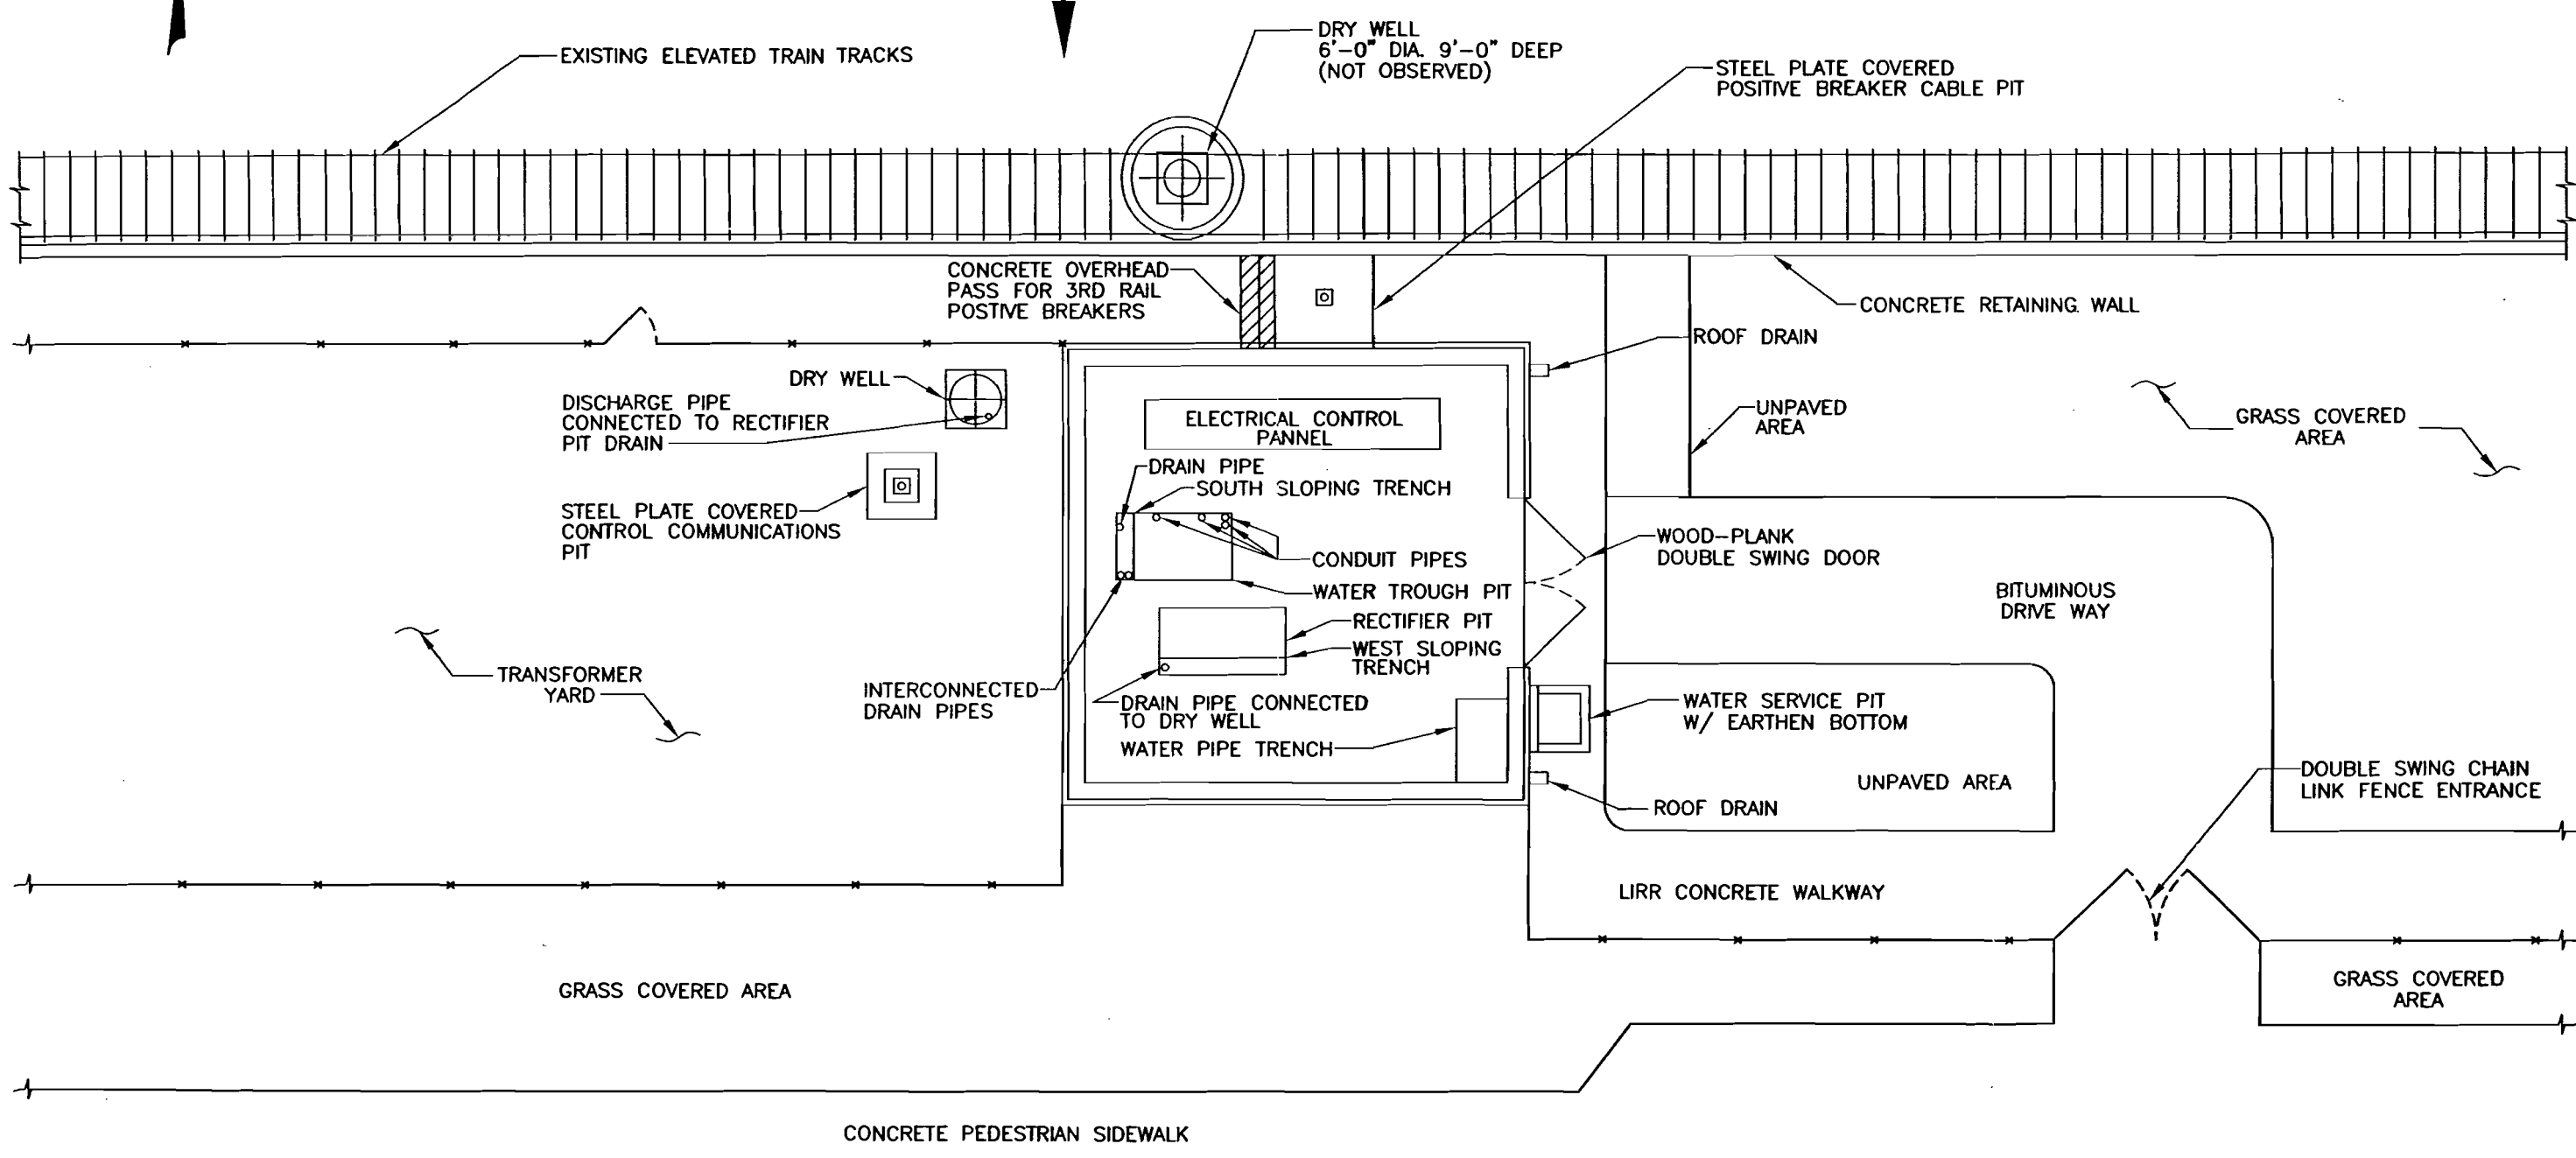 EXISTING ELEVATED TRAIN TRACKS
DRY WELL
6'-0" DIA. 9'-0" DEEP
(NOT OBSERVED)
STEEL PLATE COVERED
POSITIVE BREAKER CABLE PIT
CONCRETE OVERHEAD
PASS FOR 3RD RAIL
POSTIVE BREAKERS
CONCRETE RETAINING WALL
ROOF DRAIN
DRY WELL
DISCHARGE PIPE
CONNECTED TO RECTIFIER
PIT DRAIN
ELECTRICAL CONTROL
PANNEL
UNPAVED
AREA
GRASS COVERED
AREA
DRAIN PIPE
SOUTH SLOPING TRENCH
STEEL PLATE COVERED
CONTROL COMMUNICATIONS
PIT
CONDUIT PIPES
WATER TROUGH PIT
WOOD-PLANK
DOUBLE SWING DOOR
BITUMINOUS
DRIVE WAY
RECTIFIER PIT
WEST SLOPING
TRENCH
TRANSFORMER
YARD
INTERCONNECTED
DRAIN PIPES
DRAIN PIPE CONNECTED
TO DRY WELL
WATER PIPE TRENCH
WATER SERVICE PIT
W/ EARTHEN BOTTOM
UNPAVED AREA
ROOF DRAIN
DOUBLE SWING CHAIN
LINK FENCE ENTRANCE
LIRR CONCRETE WALKWAY
GRASS COVERED AREA
GRASS COVERED
AREA
CONCRETE PEDESTRIAN SIDEWALK